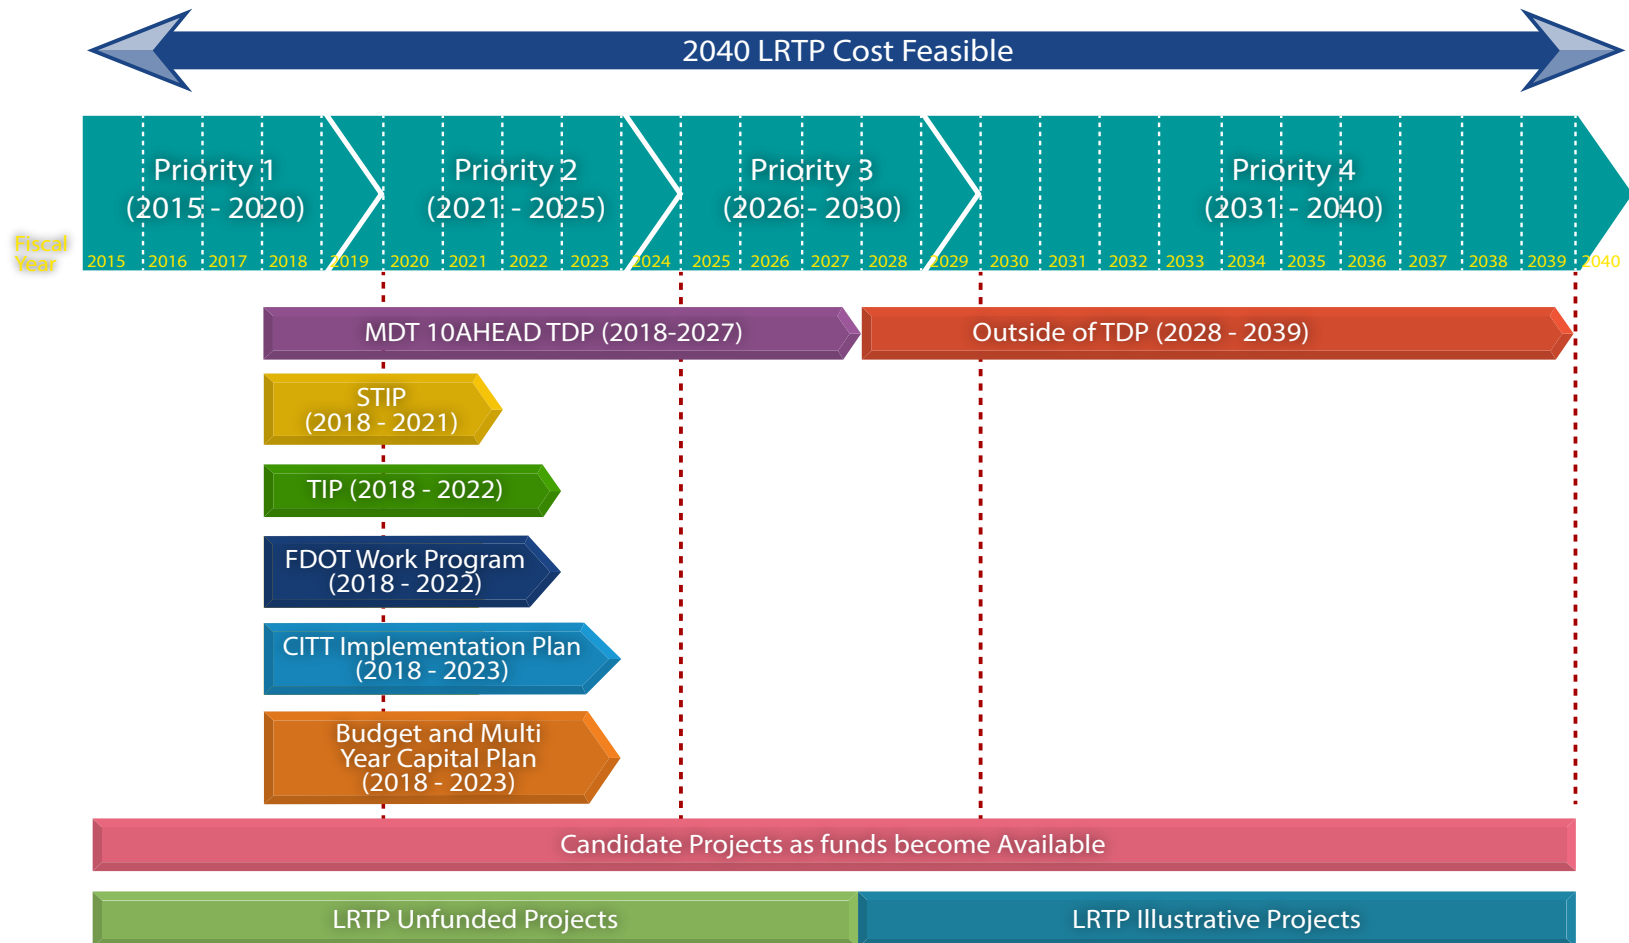 2040 LRTP Cost Feasible
Priority 1
(2015 - 2020)
Priority 2
(2021 - 2025)
Priority 3
(2026 - 2030)
Priority 4
(2031 - 2040)
Fiscal
Year
2015 2016 2017 2018 2019 2020 2021 2022 2023 2024 2025 2026 2027 2028 2029 2030 2031 2032 2033 2034 2035 2036 2037 2038 2039 2040
MDT 10AHEAD TDP (2018-2027)
Outside of TDP (2028 - 2039)
STIP
(2018 - 2021)
TIP (2018 - 2022)
FDOT Work Program
(2018 - 2022)
CITT Implementation Plan
(2018 - 2023)
Budget and Multi
Year Capital Plan
(2018 - 2023)
Candidate Projects as funds become Available
LRTP Unfunded Projects
LRTP Illustrative Projects